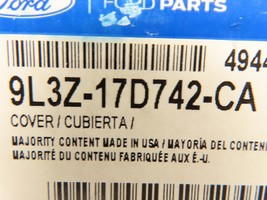 Ford FORD PARTS
4944
9L3Z-17D742-CA
COVER / CUBIERTA /
MAJORITY CONTENT MADE IN USA / MAYORÍA DEL CONTENIDO
MAJORITÉ DU CONTENU FABRIQUÉE AUX É.-U.